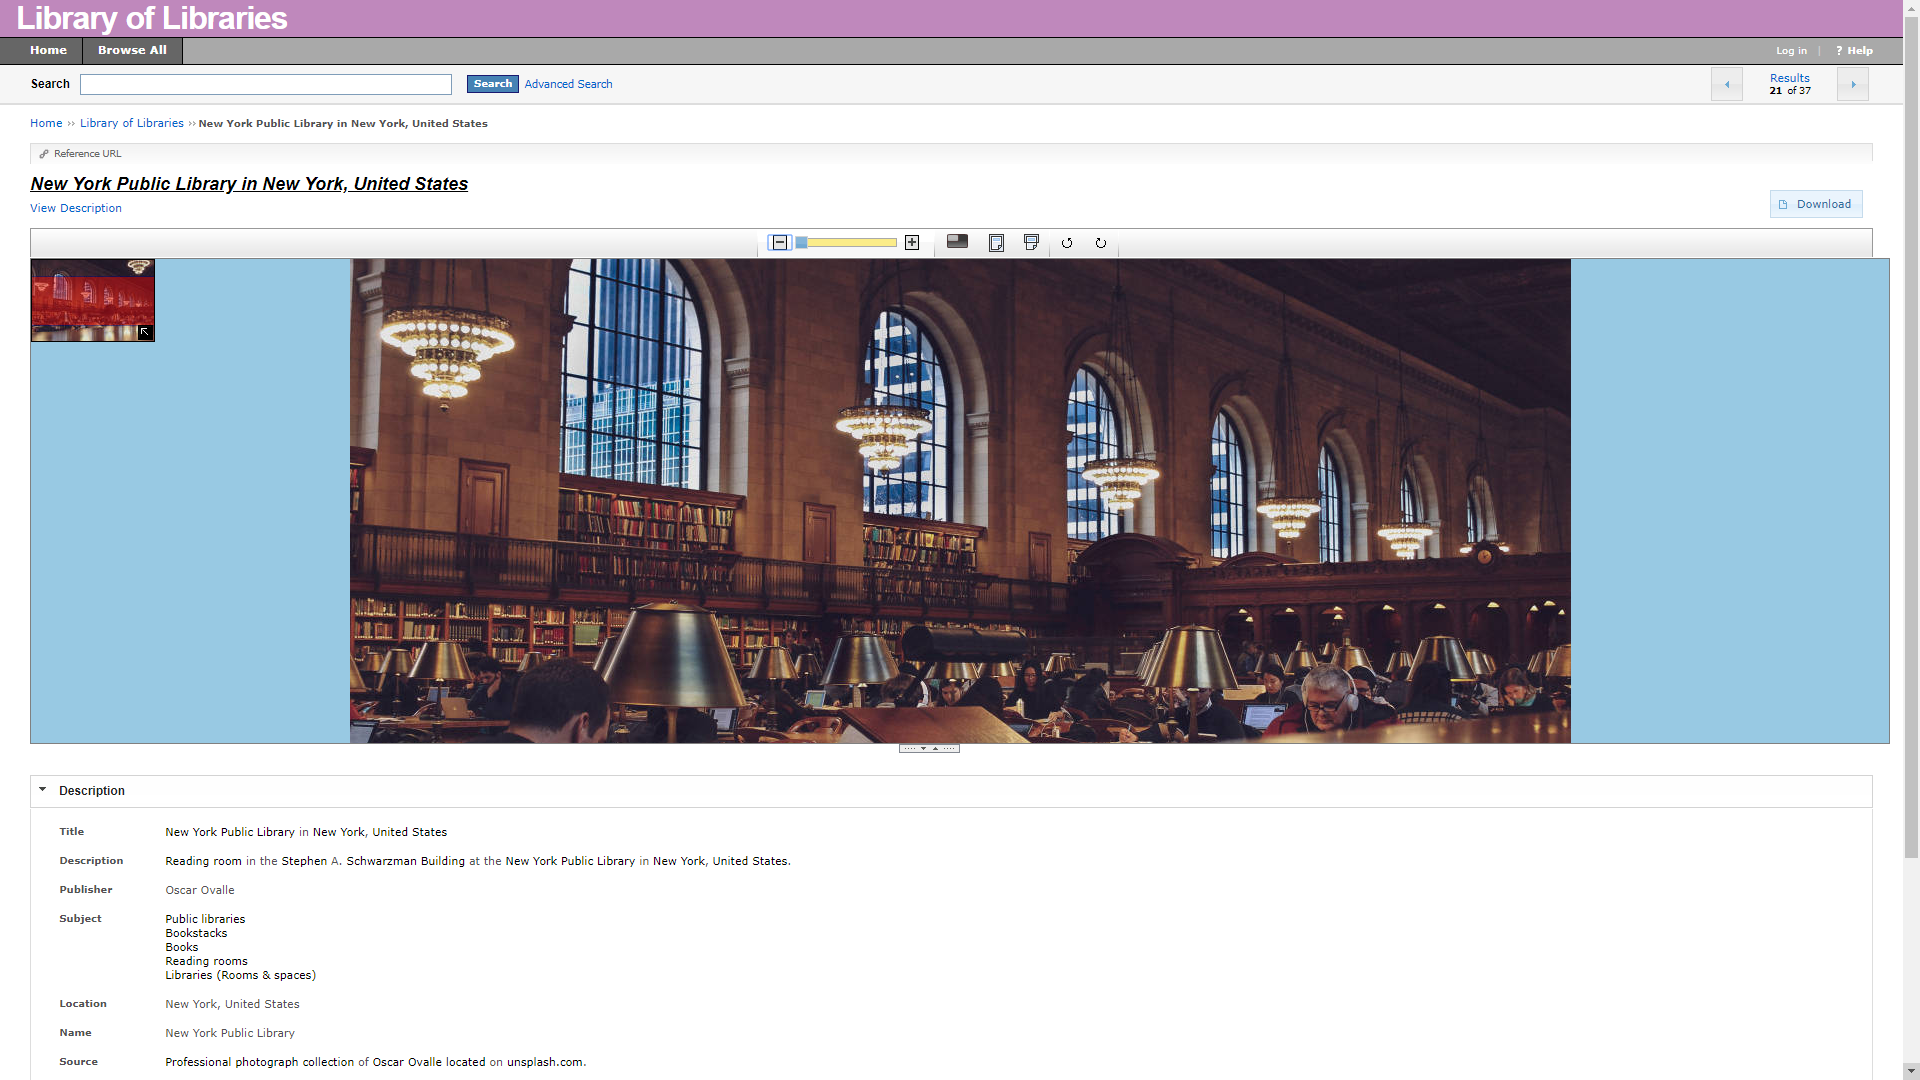 Library of Libraries
Home Browse All Log in | ? Help
Search Search Advanced Search Results
21 of 37
Home ›› Library of Libraries ›› New York Public Library in New York, United States
Reference URL
New York Public Library in New York, United States
View Description
Download
Description
Title New York Public Library in New York, United States
Description Reading room in the Stephen A. Schwarzman Building at the New York Public Library in New York, United States.
Publisher Oscar Ovalle
Subject Public libraries
Bookstacks
Books
Reading rooms
Libraries (Rooms & spaces)
Location New York, United States
Name New York Public Library
Source Professional photograph collection of Oscar Ovalle located on unsplash.com.